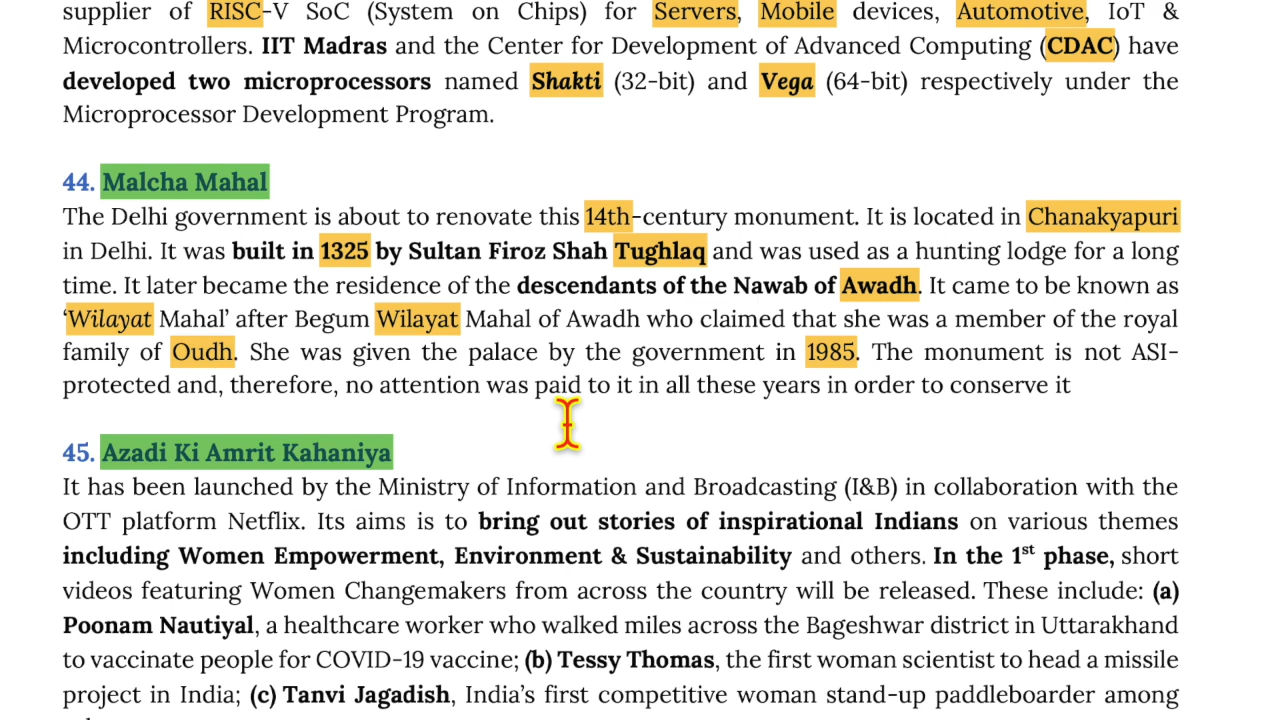 supplier of RISC-V SoC (System on Chips) for Servers, Mobile devices, Automotive, IoT &
Microcontrollers. IIT Madras and the Center for Development of Advanced Computing (CDAC) have
developed two microprocessors named Shakti (32-bit) and Vega (64-bit) respectively under the
Microprocessor Development Program.
44. Malcha Mahal
The Delhi government is about to renovate this 14th-century monument. It is located in Chanakyapuri
in Delhi. It was built in 1325 by Sultan Firoz Shah Tughlaq and was used as a hunting lodge for a long
time. It later became the residence of the descendants of the Nawab of Awadh. It came to be known as
‘Wilayat Mahal’ after Begum Wilayat Mahal of Awadh who claimed that she was a member of the royal
family of Oudh. She was given the palace by the government in 1985. The monument is not ASI-
protected and, therefore, no attention was paid to it in all these years in order to conserve it
45. Azadi Ki Amrit Kahaniya
It has been launched by the Ministry of Information and Broadcasting (I&B) in collaboration with the
OTT platform Netflix. Its aims is to bring out stories of inspirational Indians on various themes
including Women Empowerment, Environment & Sustainability and others. In the 1st phase, short
videos featuring Women Changemakers from across the country will be released. These include: (a)
Poonam Nautiyal, a healthcare worker who walked miles across the Bageshwar district in Uttarakhand
to vaccinate people for COVID-19 vaccine; (b) Tessy Thomas, the first woman scientist to head a missile
project in India; (c) Tanvi Jagadish, India’s first competitive woman stand-up paddleboarder among